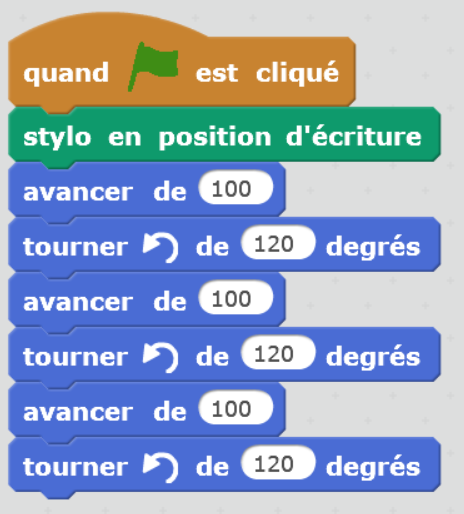 quand est cliqué
stylo en position d'écriture
avancer de 100
tourner de 120 degrés
avancer de 100
tourner de 120 degrés
avancer de 100
tourner de 120 degrés